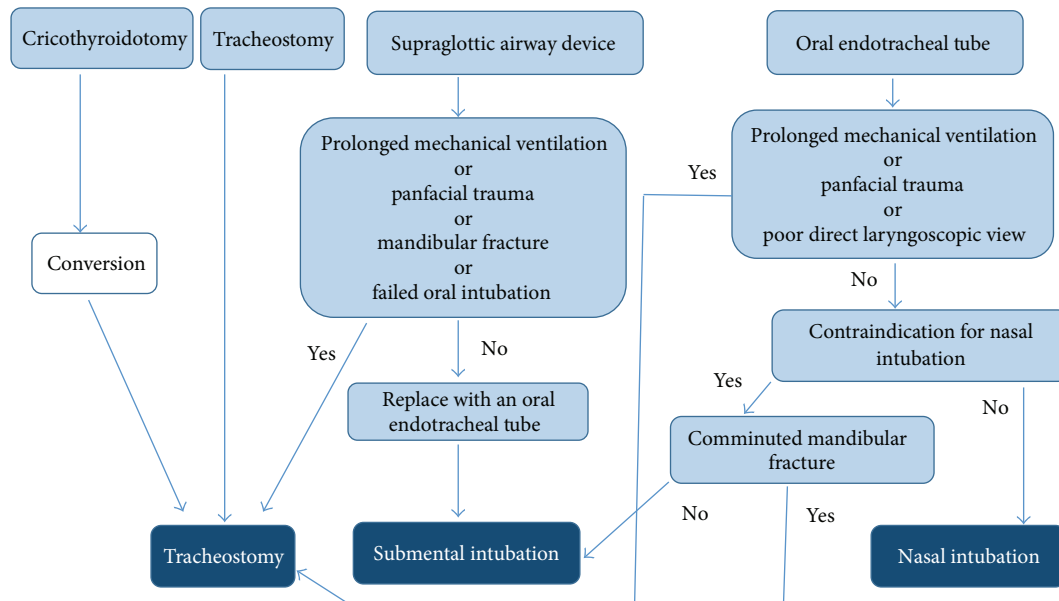 Cricothyroidotomy
Tracheostomy
Supraglottic airway device
Oral endotracheal tube
Prolonged mechanical ventilation
or
panfacial trauma
or
mandibular fracture
or
failed oral intubation
Prolonged mechanical ventilation
or
panfacial trauma
or
poor direct laryngoscopic view
Yes
Conversion
No
Contraindication for nasal
intubation
Yes
No
Replace with an oral
endotracheal tube
Yes
No
Comminuted mandibular
fracture
No
Yes
Tracheostomy
Submental intubation
Nasal intubation